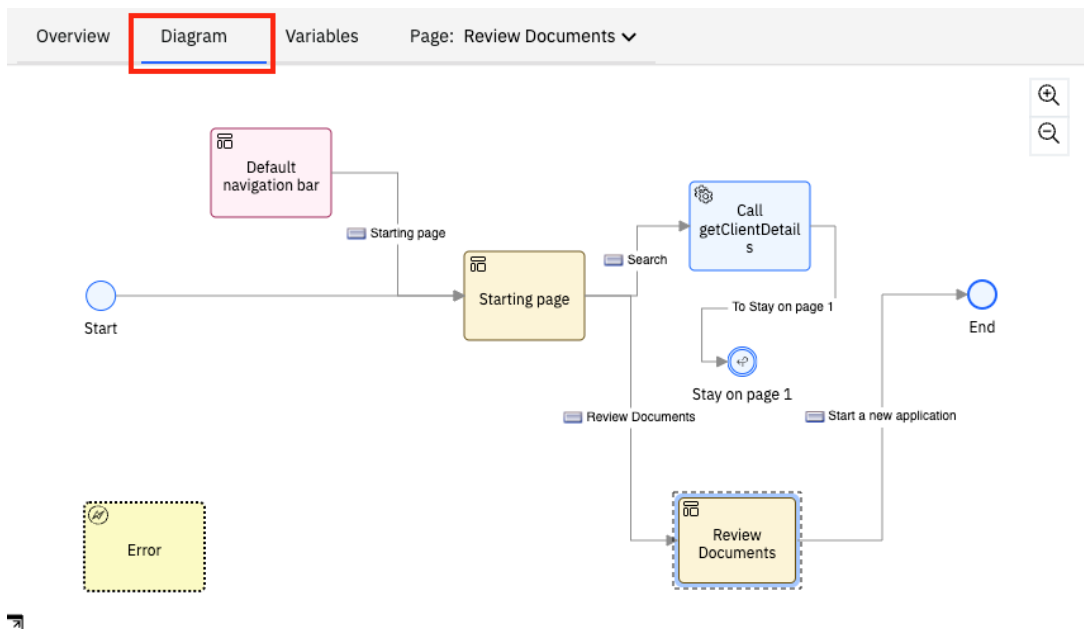 Overview
Diagram
Variables
Page: Review Documents
Default
navigation bar
Starting page
Call
getClientDetail
s
Search
Starting page
Start
To Stay on page 1
End
Stay on page 1
Review Documents
Start a new application
Error
Review
Documents